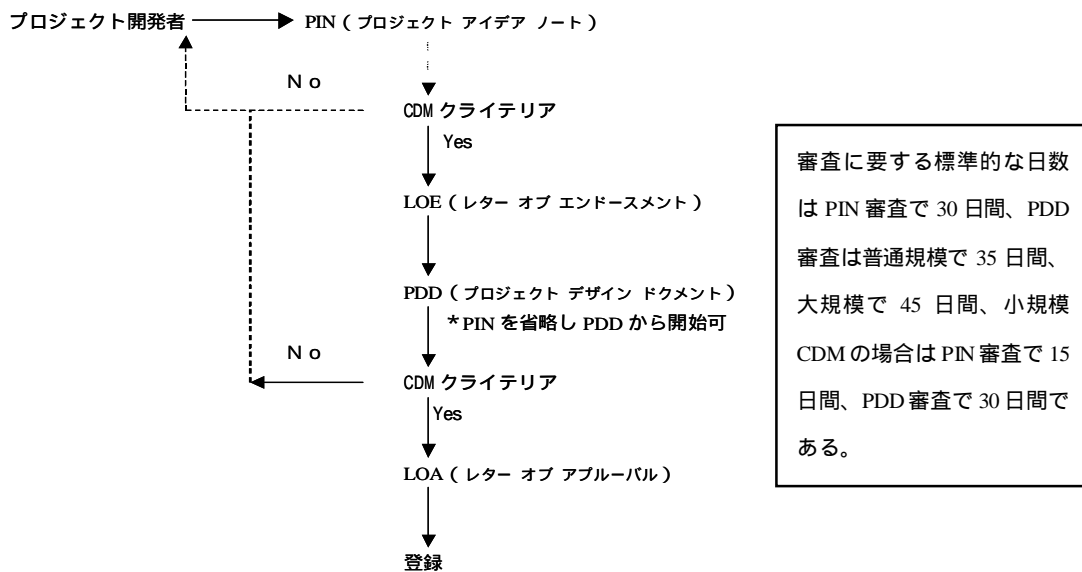 プロジェクト開発者
PIN（プロジェクト アイデア ノート）
Ｎｏ
CDM クライテリア
Yes
LOE（レター オブ エンドースメント）
PDD（プロジェクト デザイン ドクメント）
＊PIN を省略し PDD から開始可
Ｎｏ
CDM クライテリア
Yes
LOA（レター オブ アプルーバル）
登録
審査に要する標準的な日数
は PIN 審査で 30 日間、PDD
審査は普通規模で 35 日間、
大規模で 45 日間、小規模
CDM の場合は PIN 審査で 15
日間、PDD 審査で 30 日間で
ある。